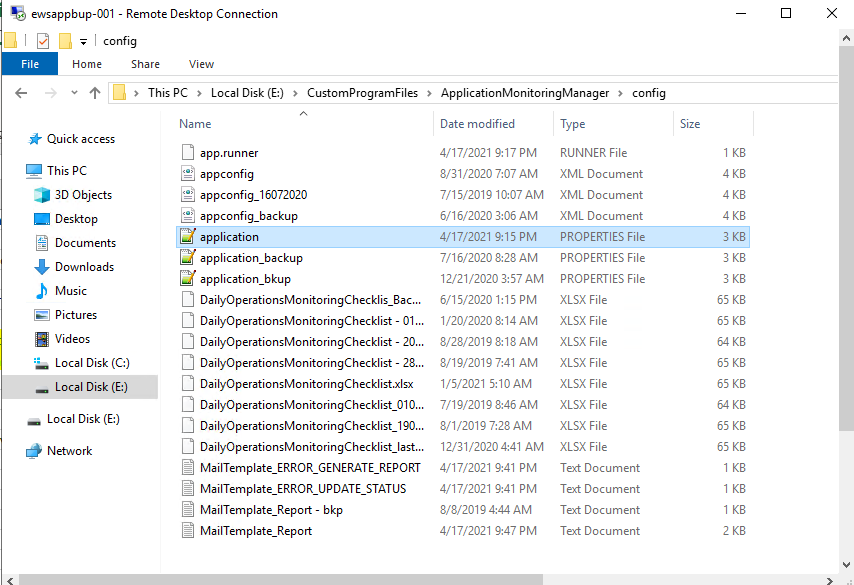 ewsappbup-001 - Remote Desktop Connection
config
File Home Share View
This PC Local Disk (E:) CustomProgramFiles ApplicationMonitoringManager config
Name Date modified Type Size
Quick access
This PC
3D Objects
Desktop
Documents
Downloads
Music
Pictures
Videos
Local Disk (C:)
Local Disk (E:)
Local Disk (E:)
Network
app.runner 4/17/2021 9:17 PM RUNNER File 1 KB
appconfig 8/31/2020 7:07 AM XML Document 4 KB
appconfig_16072020 7/15/2019 10:07 AM XML Document 4 KB
appconfig_backup 6/16/2020 3:06 AM XML Document 4 KB
application 4/17/2021 9:15 PM PROPERTIES File 3 KB
application_backup 7/16/2020 8:28 AM PROPERTIES File 3 KB
application_bkup 12/21/2020 3:57 AM PROPERTIES File 3 KB
DailyOperationsMonitoringChecklis_Bac... 6/15/2020 1:15 PM XLSX File 65 KB
DailyOperationsMonitoringChecklist - 01... 1/20/2020 8:14 AM XLSX File 65 KB
DailyOperationsMonitoringChecklist - 20... 8/28/2019 8:18 AM XLSX File 64 KB
DailyOperationsMonitoringChecklist - 28... 8/19/2019 7:41 AM XLSX File 65 KB
DailyOperationsMonitoringChecklist.xlsx 1/5/2021 5:10 AM XLSX File 65 KB
DailyOperationsMonitoringChecklist_010... 7/19/2019 8:46 AM XLSX File 64 KB
DailyOperationsMonitoringChecklist_190... 8/1/2019 7:28 AM XLSX File 65 KB
DailyOperationsMonitoringChecklist_last... 12/31/2020 4:41 AM XLSX File 65 KB
MailTemplate_ERROR_GENERATE_REPORT 4/17/2021 9:41 PM Text Document 1 KB
MailTemplate_ERROR_UPDATE_STATUS 4/17/2021 9:41 PM Text Document 1 KB
MailTemplate_Report - bkp 8/8/2019 4:44 AM Text Document 1 KB
MailTemplate_Report 4/17/2021 9:47 PM Text Document 2 KB